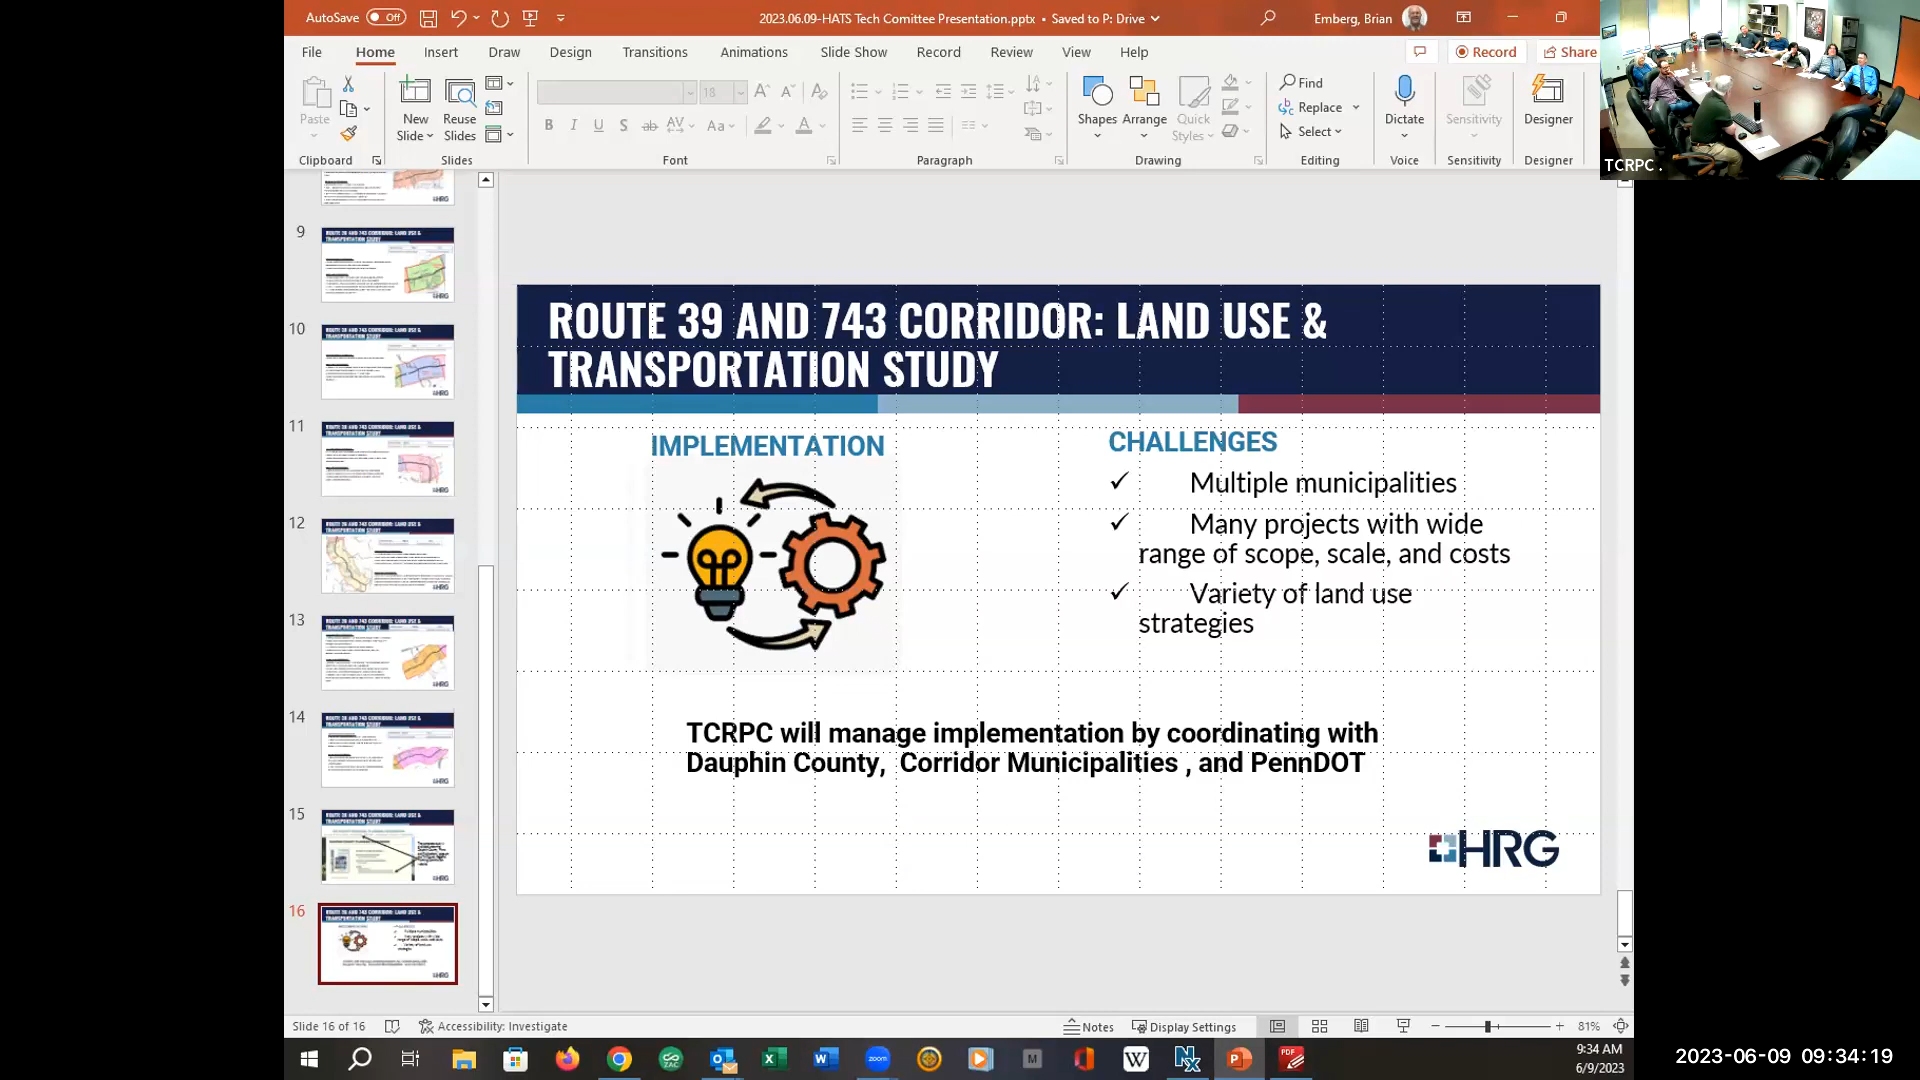 AutoSave Off
2023.06.09-HATS Tech Comittee Presentation.pptx • Saved to P: Drive
Emberg, Brian
File Home Insert Draw Design Transitions Animations Slide Show Record Review View Help
Record Share
Paste
New Slide
Reuse Slides
18
Shapes Arrange Quick Styles
Find
Replace
Select
Dictate
Sensitivity
Designer
Clipboard Slides Font Paragraph Drawing Editing Voice Sensitivity Designer
TCRPC .
9
10
11
12
13
14
15
16
ROUTE 39 AND 743 CORRIDOR: LAND USE &
TRANSPORTATION STUDY
IMPLEMENTATION
CHALLENGES
✓ Multiple municipalities
✓ Many projects with wide
range of scope, scale, and costs
✓ Variety of land use
strategies
TCRPC will manage implementation by coordinating with
Dauphin County, Corridor Municipalities , and PennDOT
HRG
Slide 16 of 16
Accessibility: Investigate
Notes
Display Settings
81%
9:34 AM
6/9/2023
2023-06-09 09:34:19